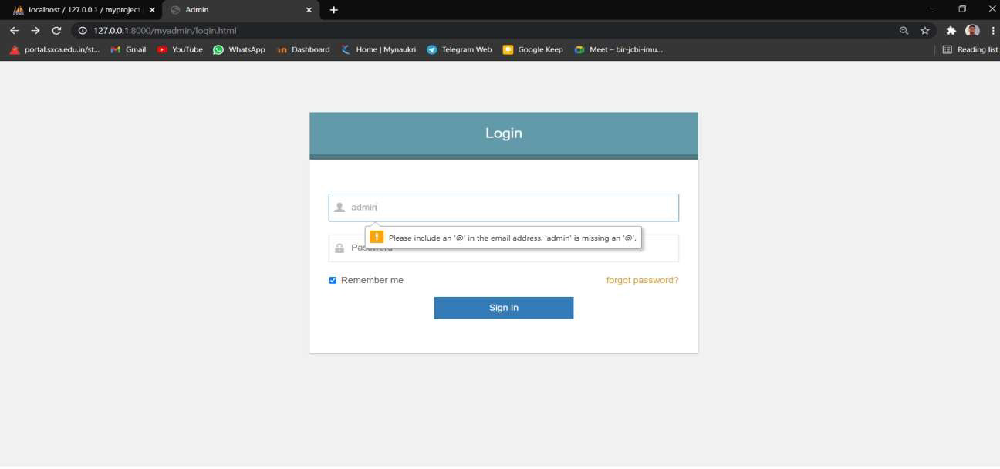 localhost / 127.0.0.1 / myproject
Admin
127.0.0.1:8000/myadmin/login.html
portal.sxca.edu.in/st...
Gmail
YouTube
WhatsApp
Dashboard
Home | Mynaukri
Telegram Web
Google Keep
Meet – bir-jcbi-imu...
Reading list
Login
admin
Please include an '@' in the email address. 'admin' is missing an '@'.
Password
Remember me
forgot password?
Sign In